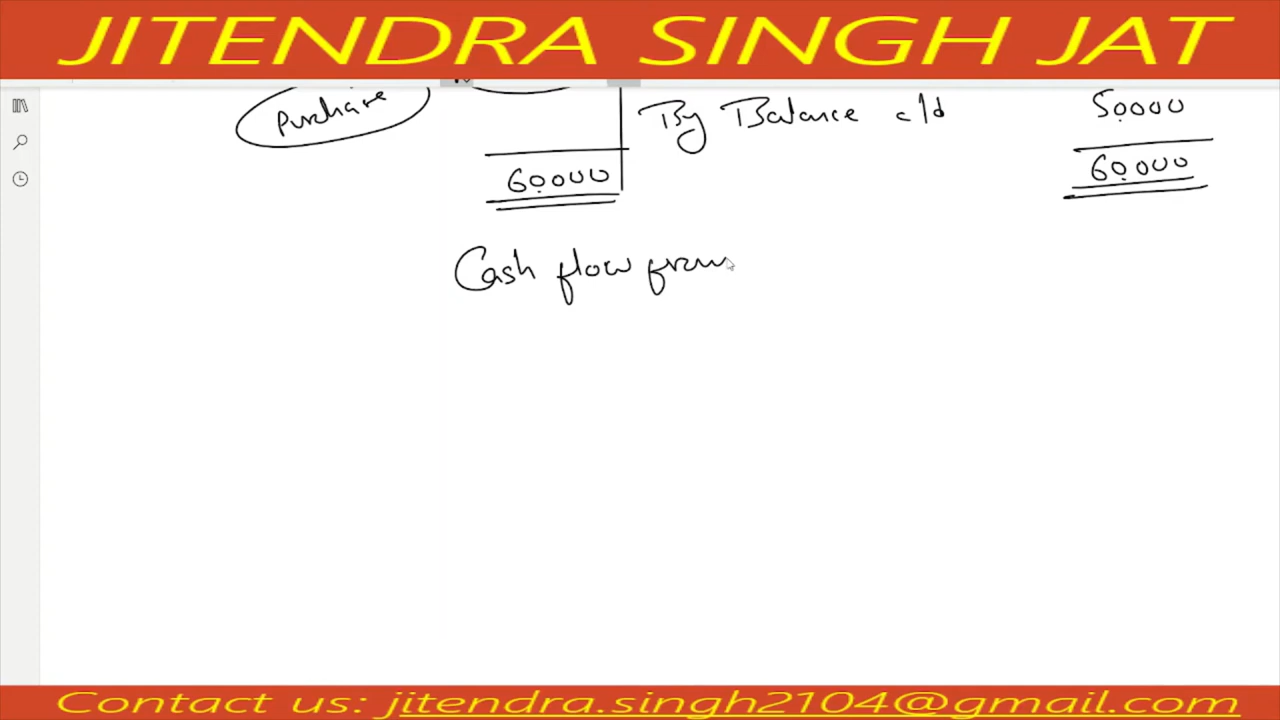 JITENDRA SINGH JAT
Purchase
By Balance c/d 50000
60000 60000
Cash flow from
Contact us: jitendra.singh2104@gmail.com